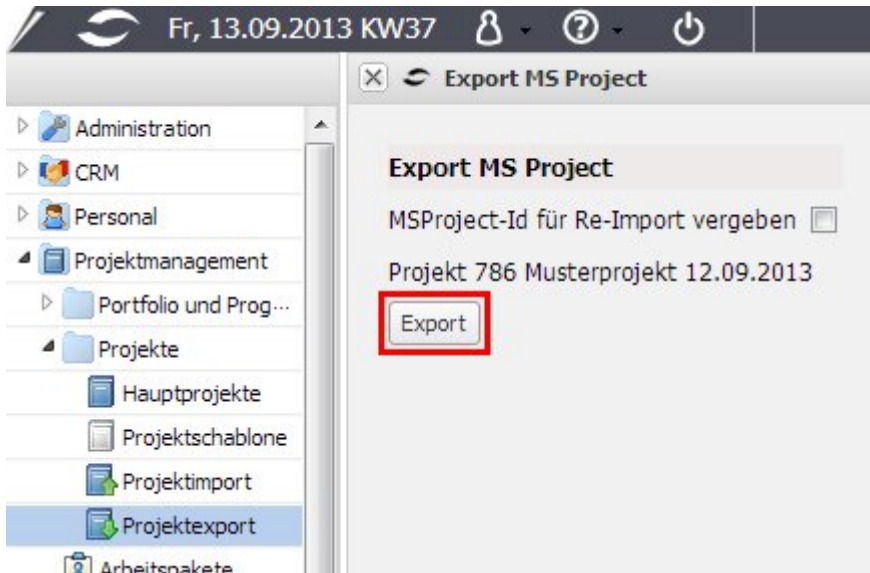 Fr, 13.09.2013 KW37
Export MS Project
Administration
CRM
Personal
Projektmanagement
Portfolio und Prog...
Projekte
Hauptprojekte
Projektschablone
Projektimport
Projektexport
Arbeitspakete
Export MS Project
MSProject-Id für Re-Import vergeben
Projekt 786 Musterprojekt 12.09.2013
Export